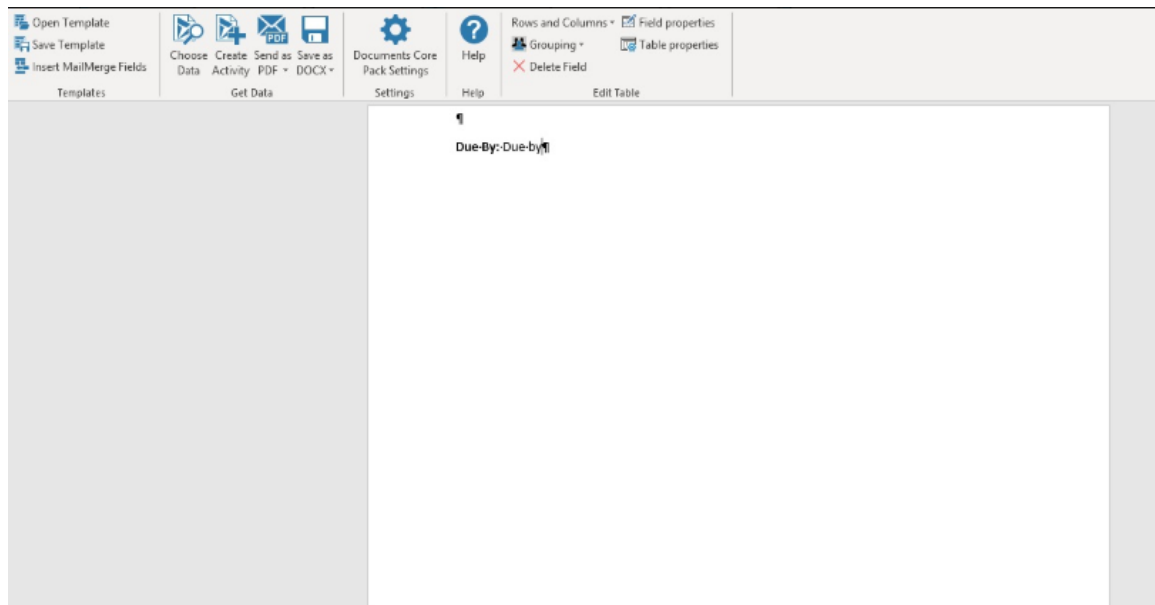 Open Template
Save Template
Insert MailMerge Fields
Templates
Choose Data
Create Activity
Send as PDF
Save as DOCX
Get Data
PDF
Documents Core Pack Settings
Settings
Help
Help
Rows and Columns
Field properties
Grouping
Table properties
Delete Field
Edit Table
¶
Due-By:·Due-by¶